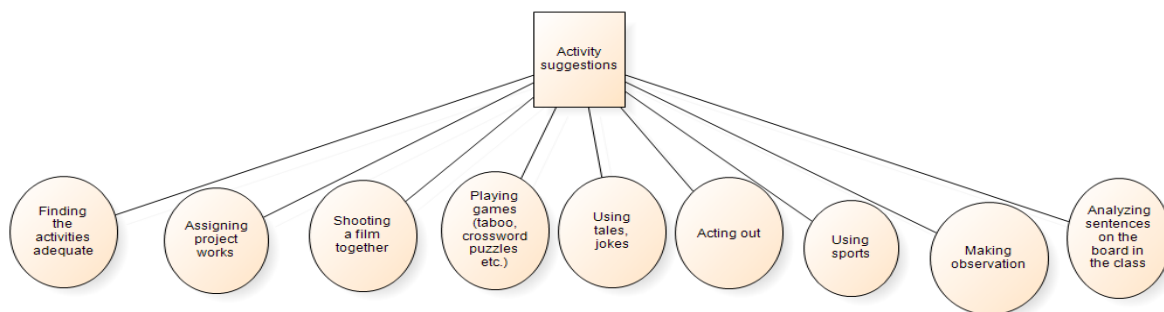 Activity
suggestions
Finding
the
activities
adequate
Assigning
project
works
Shooting
a film
together
Playing
games
(taboo,
crossword
puzzles
etc.)
Using
tales,
jokes
Acting out
Using
sports
Making
observation
Analyzing
sentences
on the
board in
the class